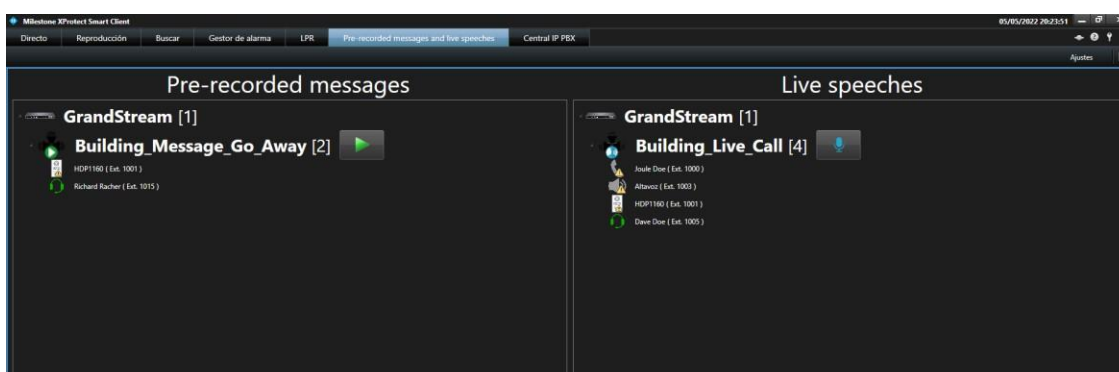 Milestone XProtect Smart Client
05/05/2022 20:23:51
Directo Reproducción Buscar Gestor de alarma LPR Pre-recorded messages and live speeches Central IP PBX
Ajustes
Pre-recorded messages
GrandStream [1]
Building_Message_Go_Away [2]
HDP1160 ( Ext. 1001 )
Richard Racher ( Ext. 1015 )
Live speeches
GrandStream [1]
Building_Live_Call [4]
Joule Doe ( Ext. 1000 )
Altavoz ( Ext. 1003 )
HDP1160 ( Ext. 1001 )
Dave Doe ( Ext. 1005 )